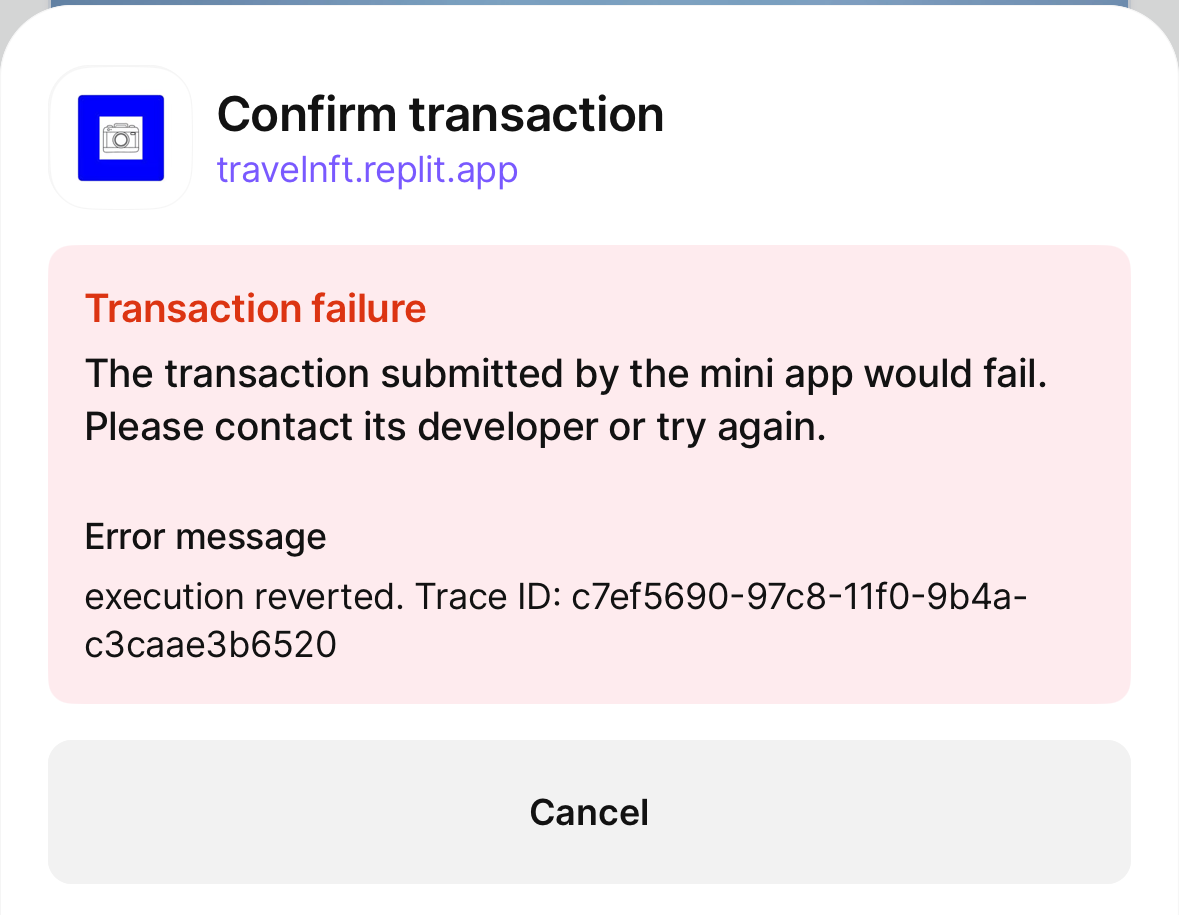 Confirm transaction
travelnft.replit.app
Transaction failure
The transaction submitted by the mini app would fail.
Please contact its developer or try again.
Error message
execution reverted. Trace ID: c7ef5690-97c8-11f0-9b4a-
c3caae3b6520
Cancel